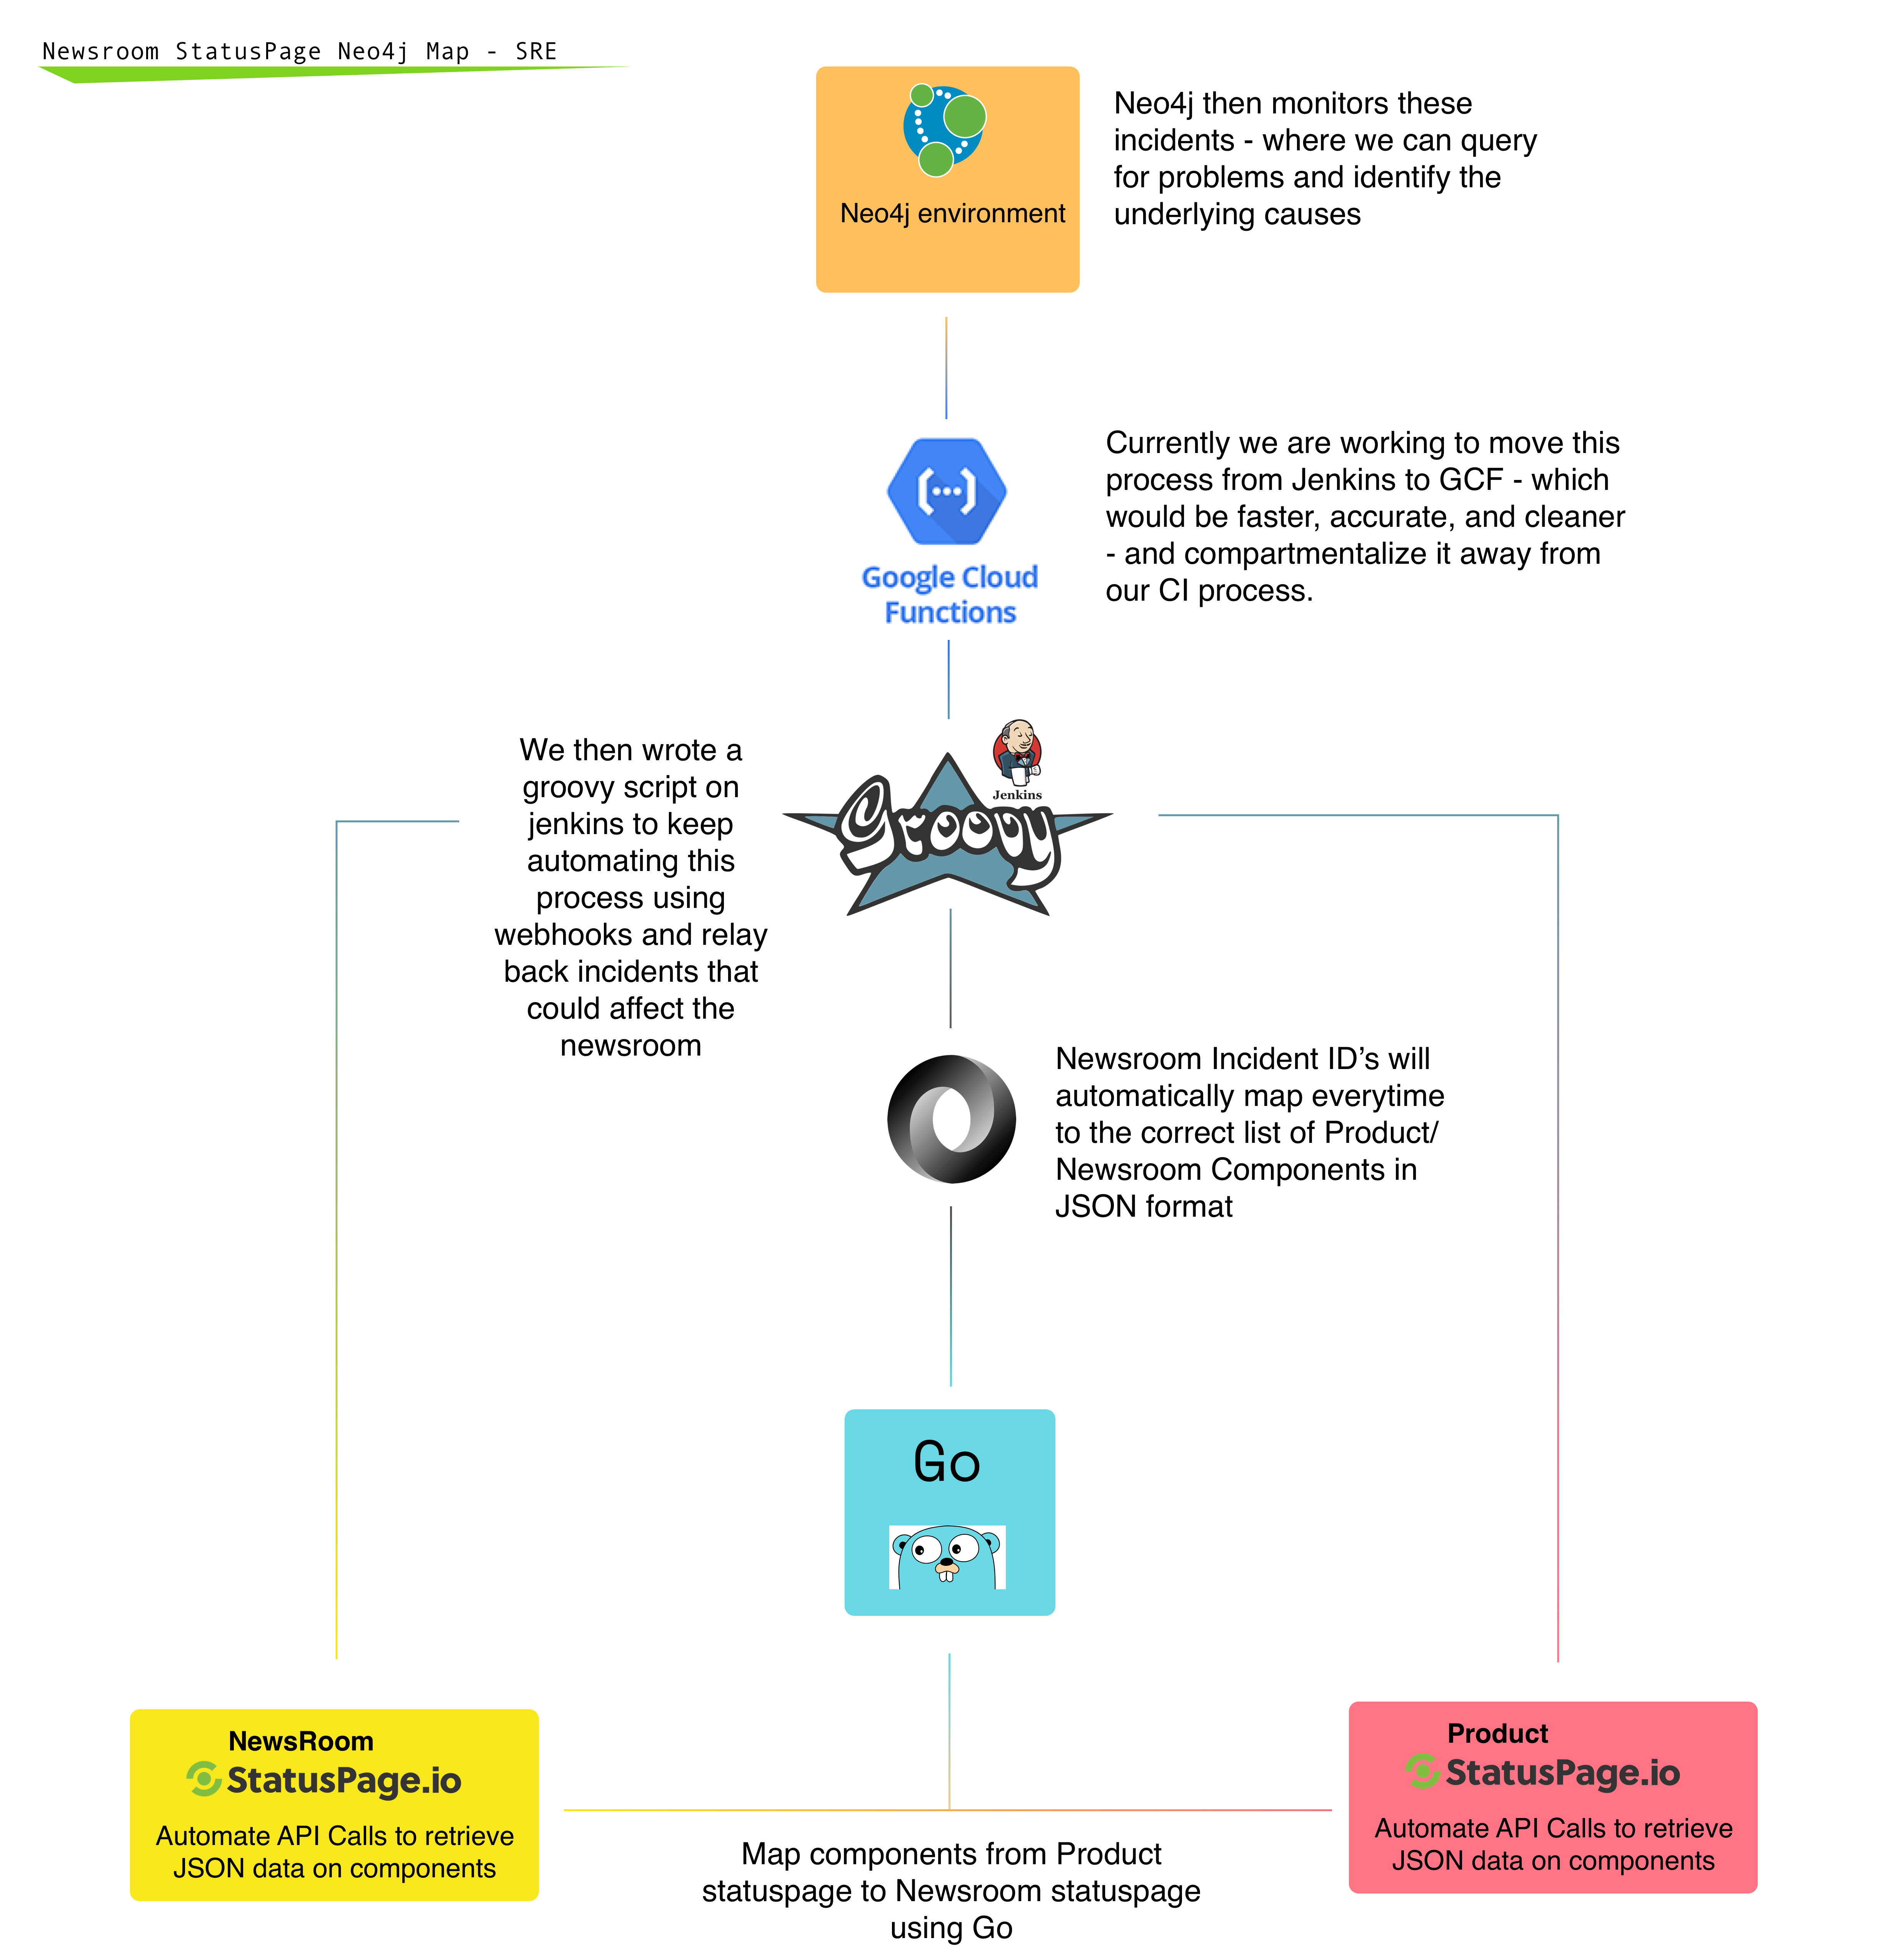 Newsroom StatusPage Neo4j Map - SRE
Neo4j environment
Neo4j then monitors these
incidents - where we can query
for problems and identify the
underlying causes
Google Cloud
Functions
Currently we are working to move this
process from Jenkins to GCF - which
would be faster, accurate, and cleaner
- and compartmentalize it away from
our CI process.
We then wrote a
groovy script on
jenkins to keep
automating this
process using
webhooks and relay
back incidents that
could affect the
newsroom
Jenkins
Groovy
Newsroom Incident ID’s will
automatically map everytime
to the correct list of Product/
Newsroom Components in
JSON format
Go
NewsRoom
StatusPage.io
Automate API Calls to retrieve
JSON data on components
Map components from Product
statuspage to Newsroom statuspage
using Go
Product
StatusPage.io
Automate API Calls to retrieve
JSON data on components